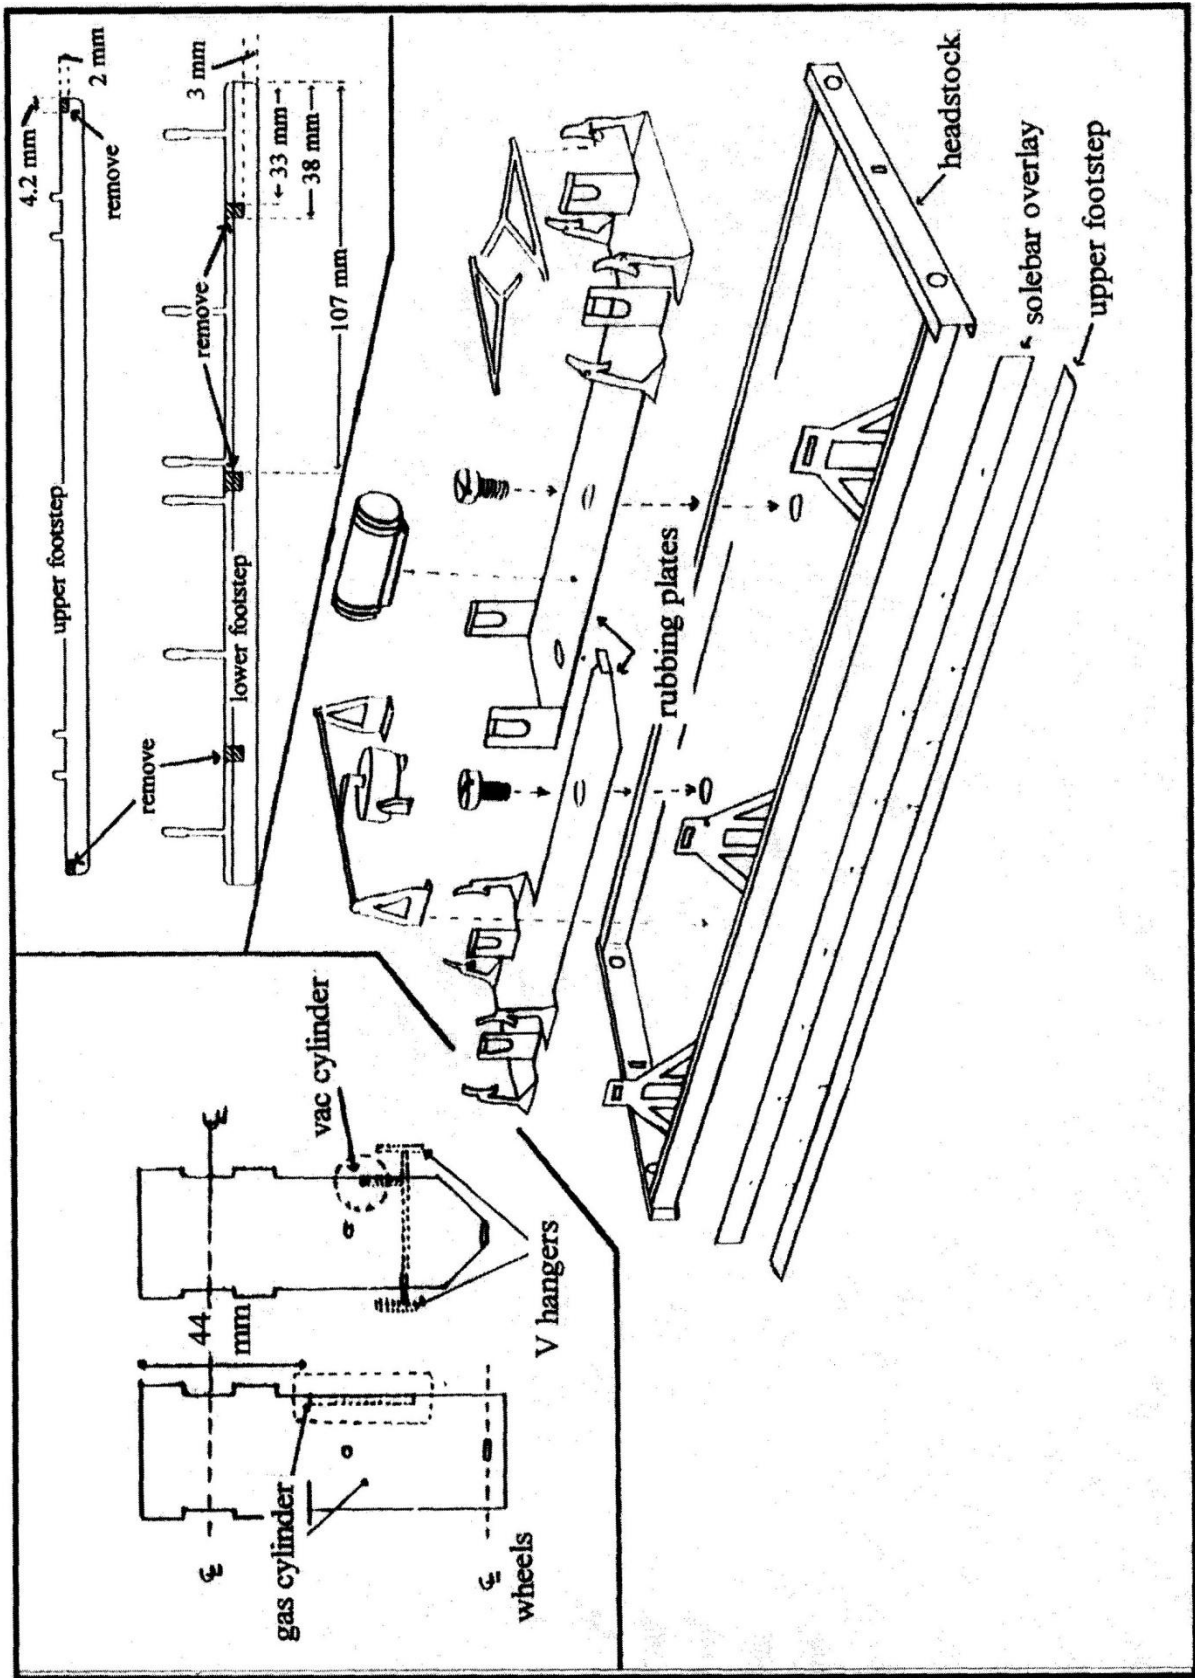 4.2 mm
2 mm
remove
upper footstep
remove
3 mm
33 mm
38 mm
remove
107 mm
lower footstep
vac cylinder
44
mm
V hangers
gas cylinder
wheels
rubbing plates
headstock
solebar overlay
upper footstep